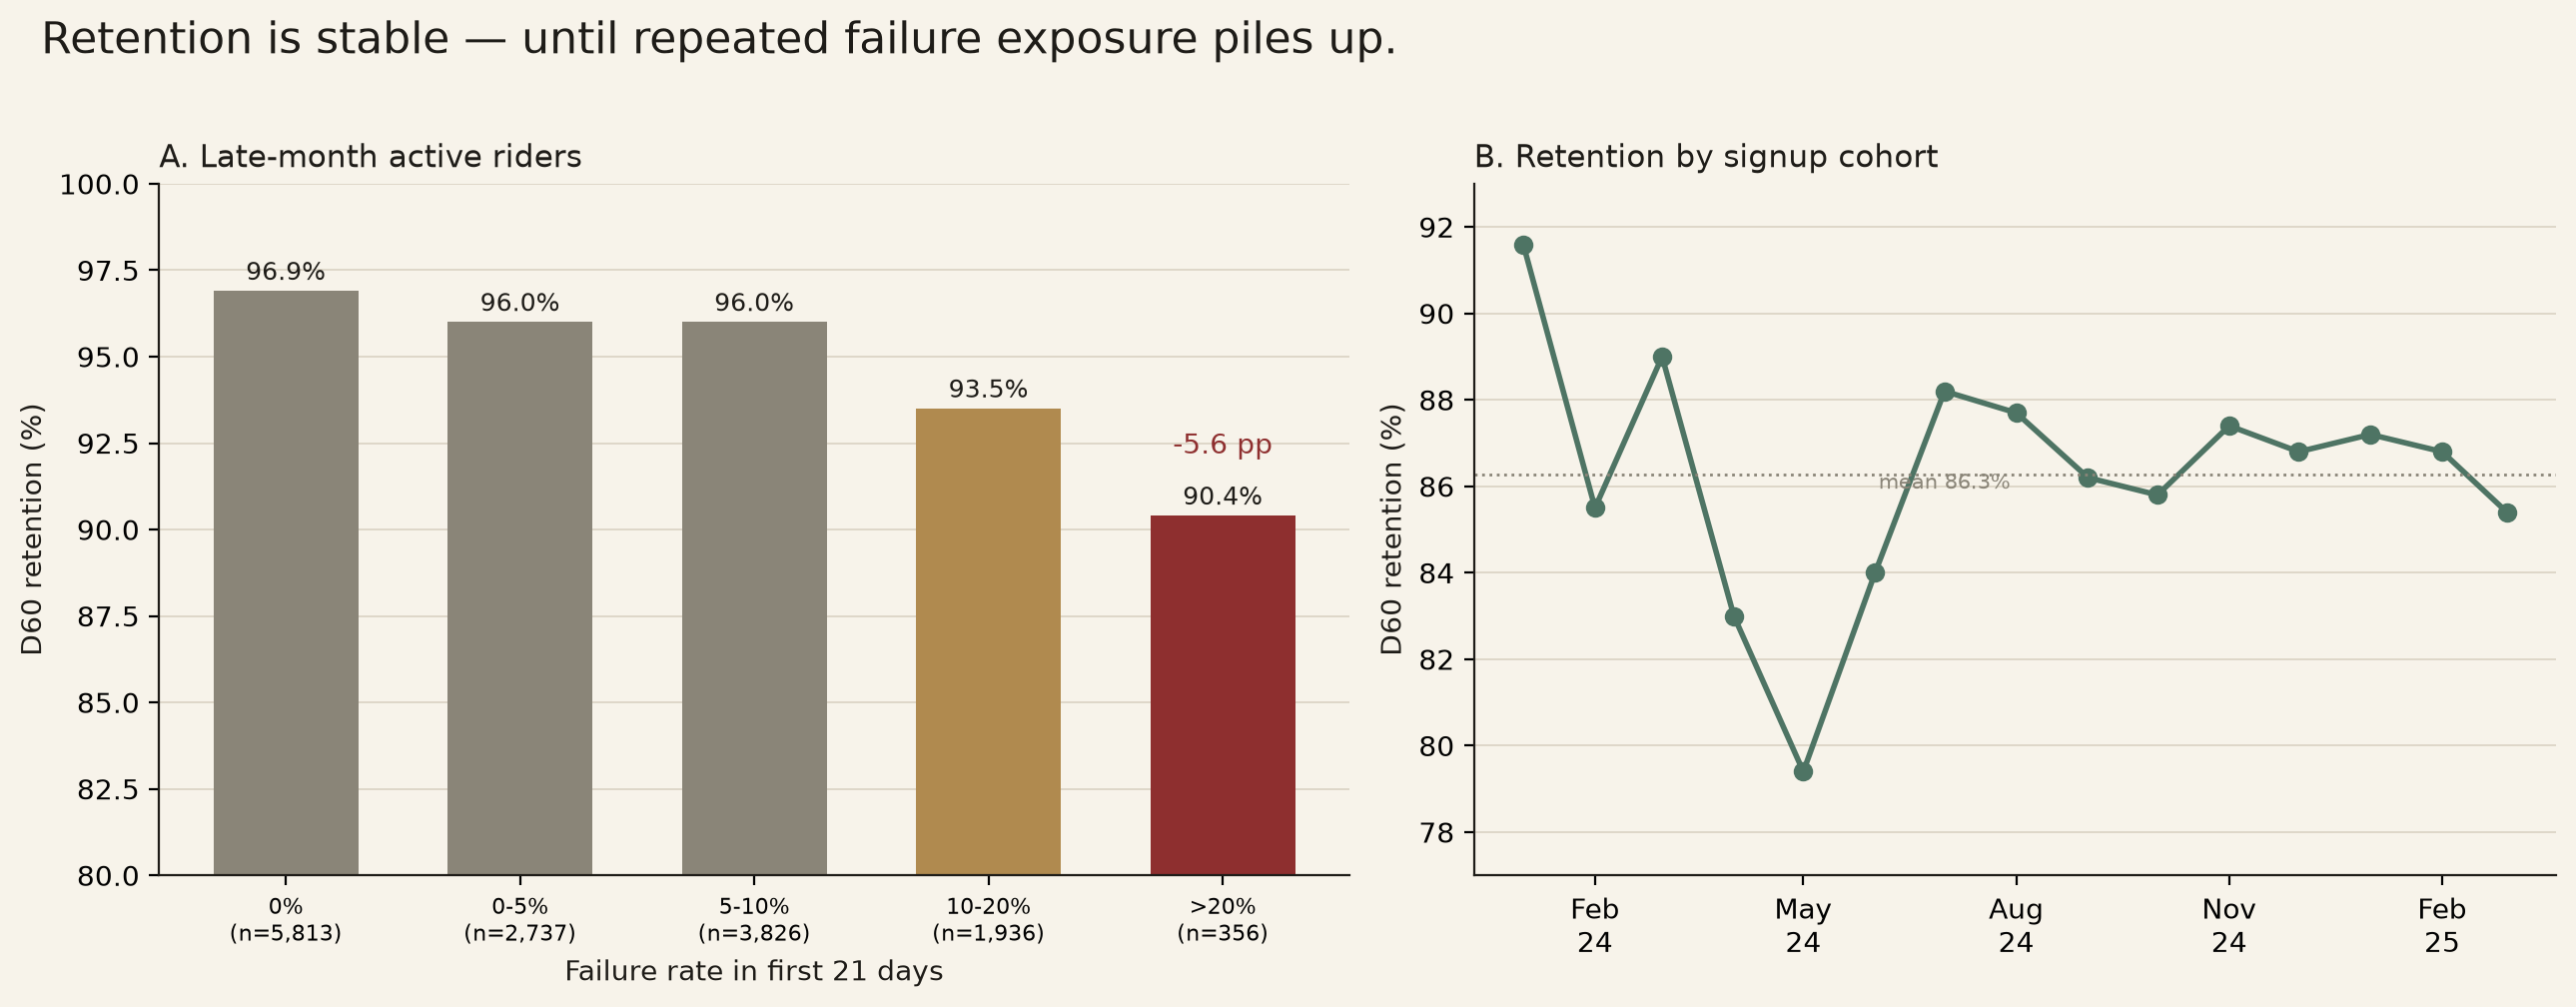 Retention is stable — until repeated failure exposure piles up.
A. Late-month active riders
D60 retention (%)
100.0
97.5
95.0
92.5
90.0
87.5
85.0
82.5
80.0
96.9%
96.0%
96.0%
93.5%
-5.6 pp
90.4%
0%
(n=5,813)
0-5%
(n=2,737)
5-10%
(n=3,826)
10-20%
(n=1,936)
>20%
(n=356)
Failure rate in first 21 days
B. Retention by signup cohort
D60 retention (%)
92
90
88
86
84
82
80
78
mean 86.3%
Feb
24
May
24
Aug
24
Nov
24
Feb
25